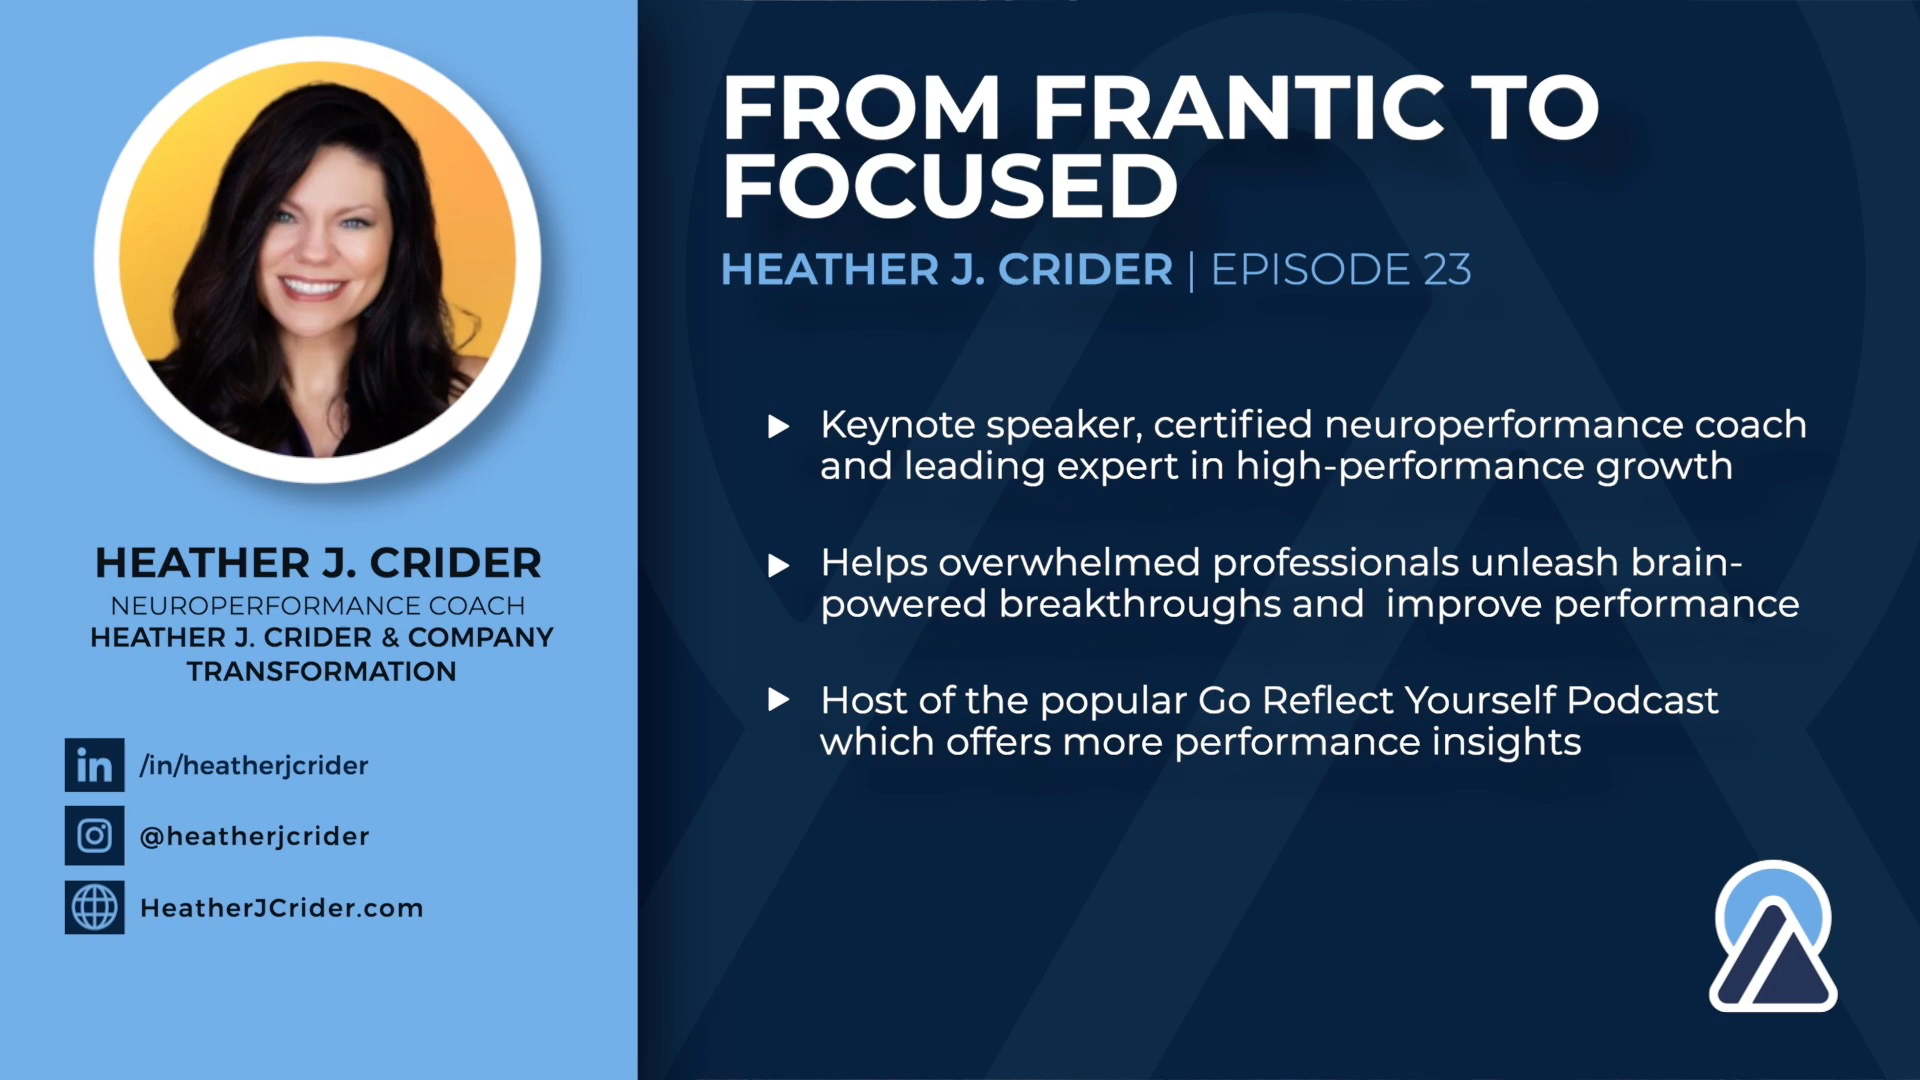 HEATHER J. CRIDER
NEUROPERFORMANCE COACH
HEATHER J. CRIDER & COMPANY
TRANSFORMATION
in /in/heatherjcrider
@heatherjcrider
HeatherJCrider.com
FROM FRANTIC TO
FOCUSED
HEATHER J. CRIDER | EPISODE 23
Keynote speaker, certified neuroperformance coach
and leading expert in high-performance growth
Helps overwhelmed professionals unleash brain-
powered breakthroughs and  improve performance
Host of the popular Go Reflect Yourself Podcast
which offers more performance insights